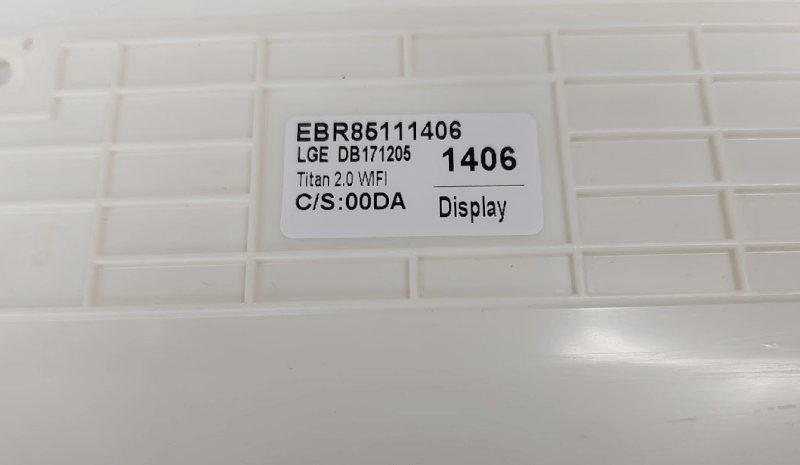 EBR85111406
LGE DB171205
1406
Titan 2.0 WIFI
C/S:00DA
Display